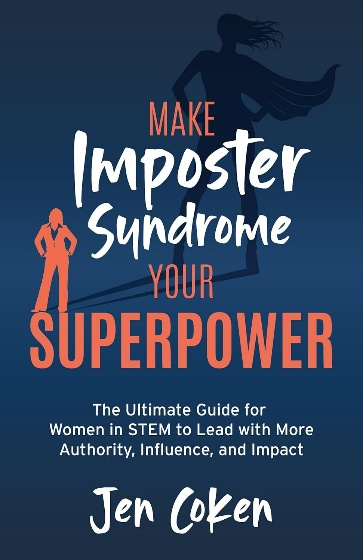 MAKE
Imposter
Syndrome
YOUR
SUPERPOWER
The Ultimate Guide for
Women in STEM to Lead with More
Authority, Influence, and Impact
Jen Coken